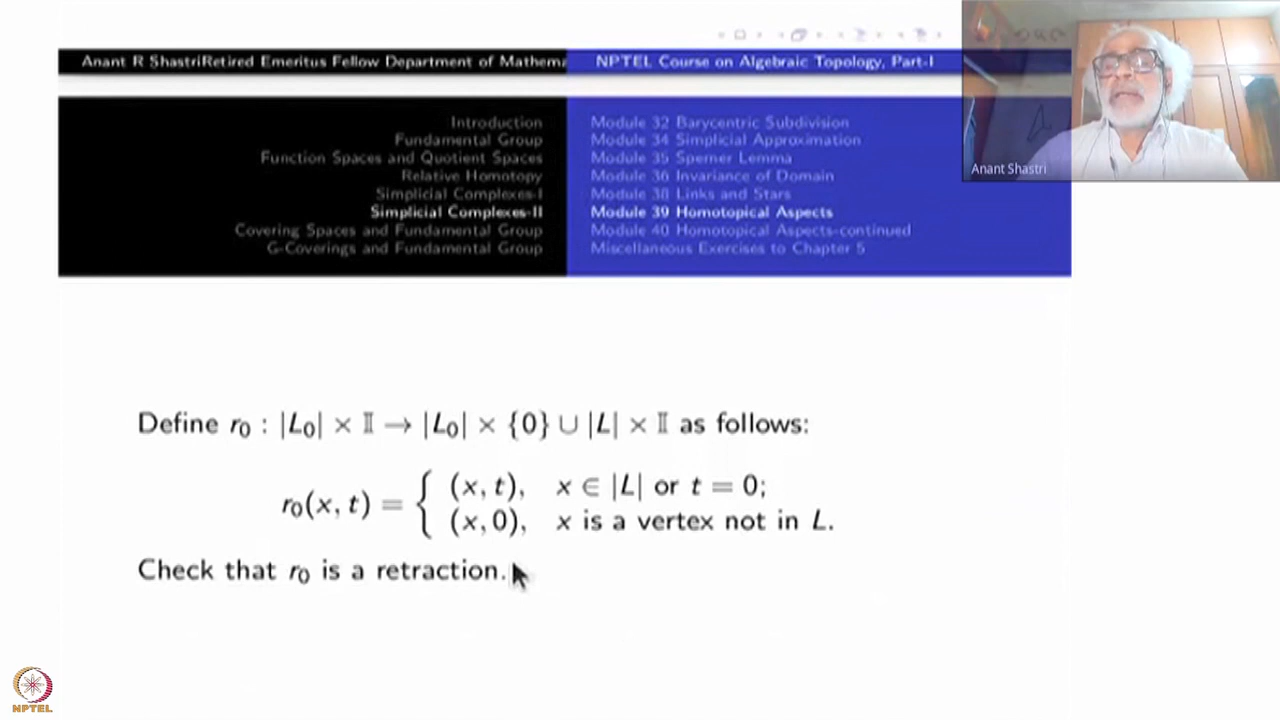 Anant R ShastriRetired Emeritus Fellow Department of Mathema
NPTEL Course on Algebraic Topology, Part-I
Introduction
Fundamental Group
Function Spaces and Quotient Spaces
Relative Homotopy
Simplicial Complexes-I
Simplicial Complexes-II
Covering Spaces and Fundamental Group
G-Coverings and Fundamental Group
Module 32 Barycentric Subdivision
Module 34 Simplicial Approximation
Module 35 Sperner Lemma
Module 36 Invariance of Domain
Module 38 Links and Stars
Module 39 Homotopical Aspects
Module 40 Homotopical Aspects-continued
Miscellaneous Exercises to Chapter 5
Anant Shastri
Define r₀ : |L₀| × 𝕀 → |L₀| × {0} ∪ |L| × 𝕀 as follows:
r₀(x, t) = { (x, t), x ∈ |L| or t = 0;
(x, 0), x is a vertex not in L.
Check that r₀ is a retraction.
NPTEL